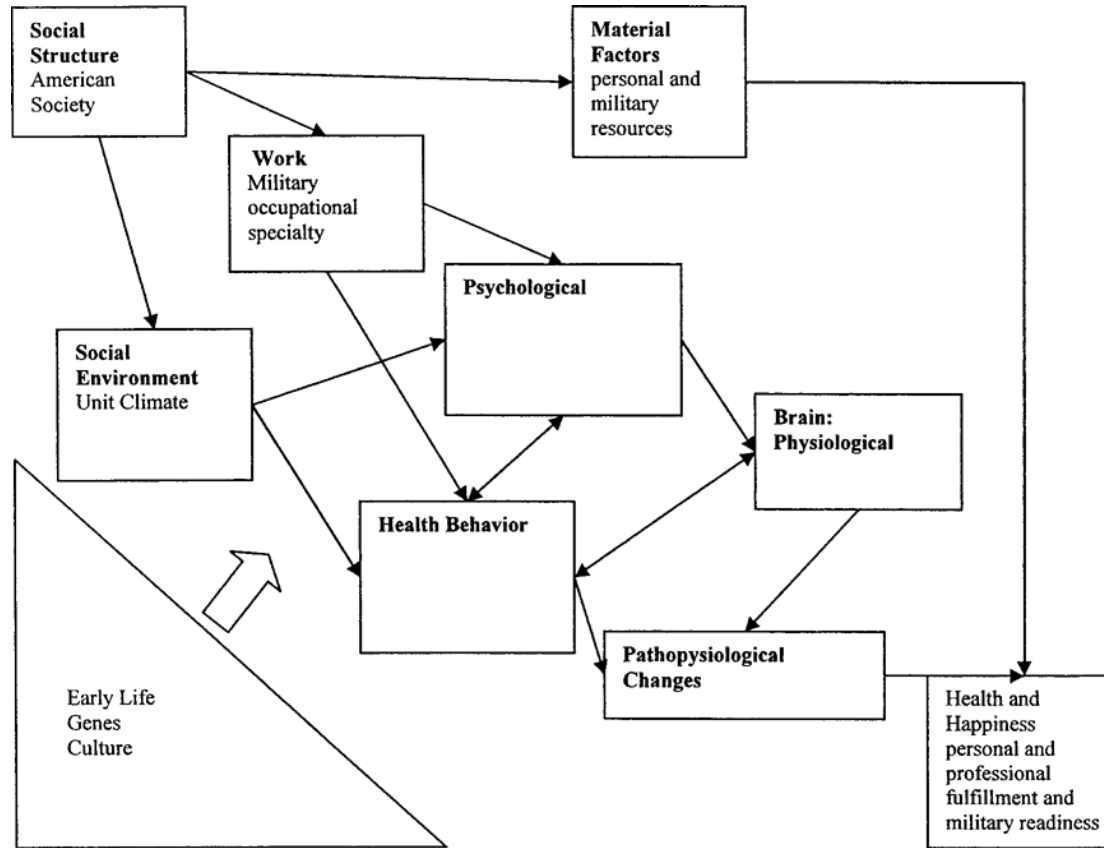 Social
Structure
American
Society
Material
Factors
personal and
military
resources
Work
Military
occupational
specialty
Psychological
Social
Environment
Unit Climate
Brain:
Physiological
Health Behavior
Pathopysiological
Changes
Early Life
Genes
Culture
Health and
Happiness
personal and
professional
fulfillment and
military readiness